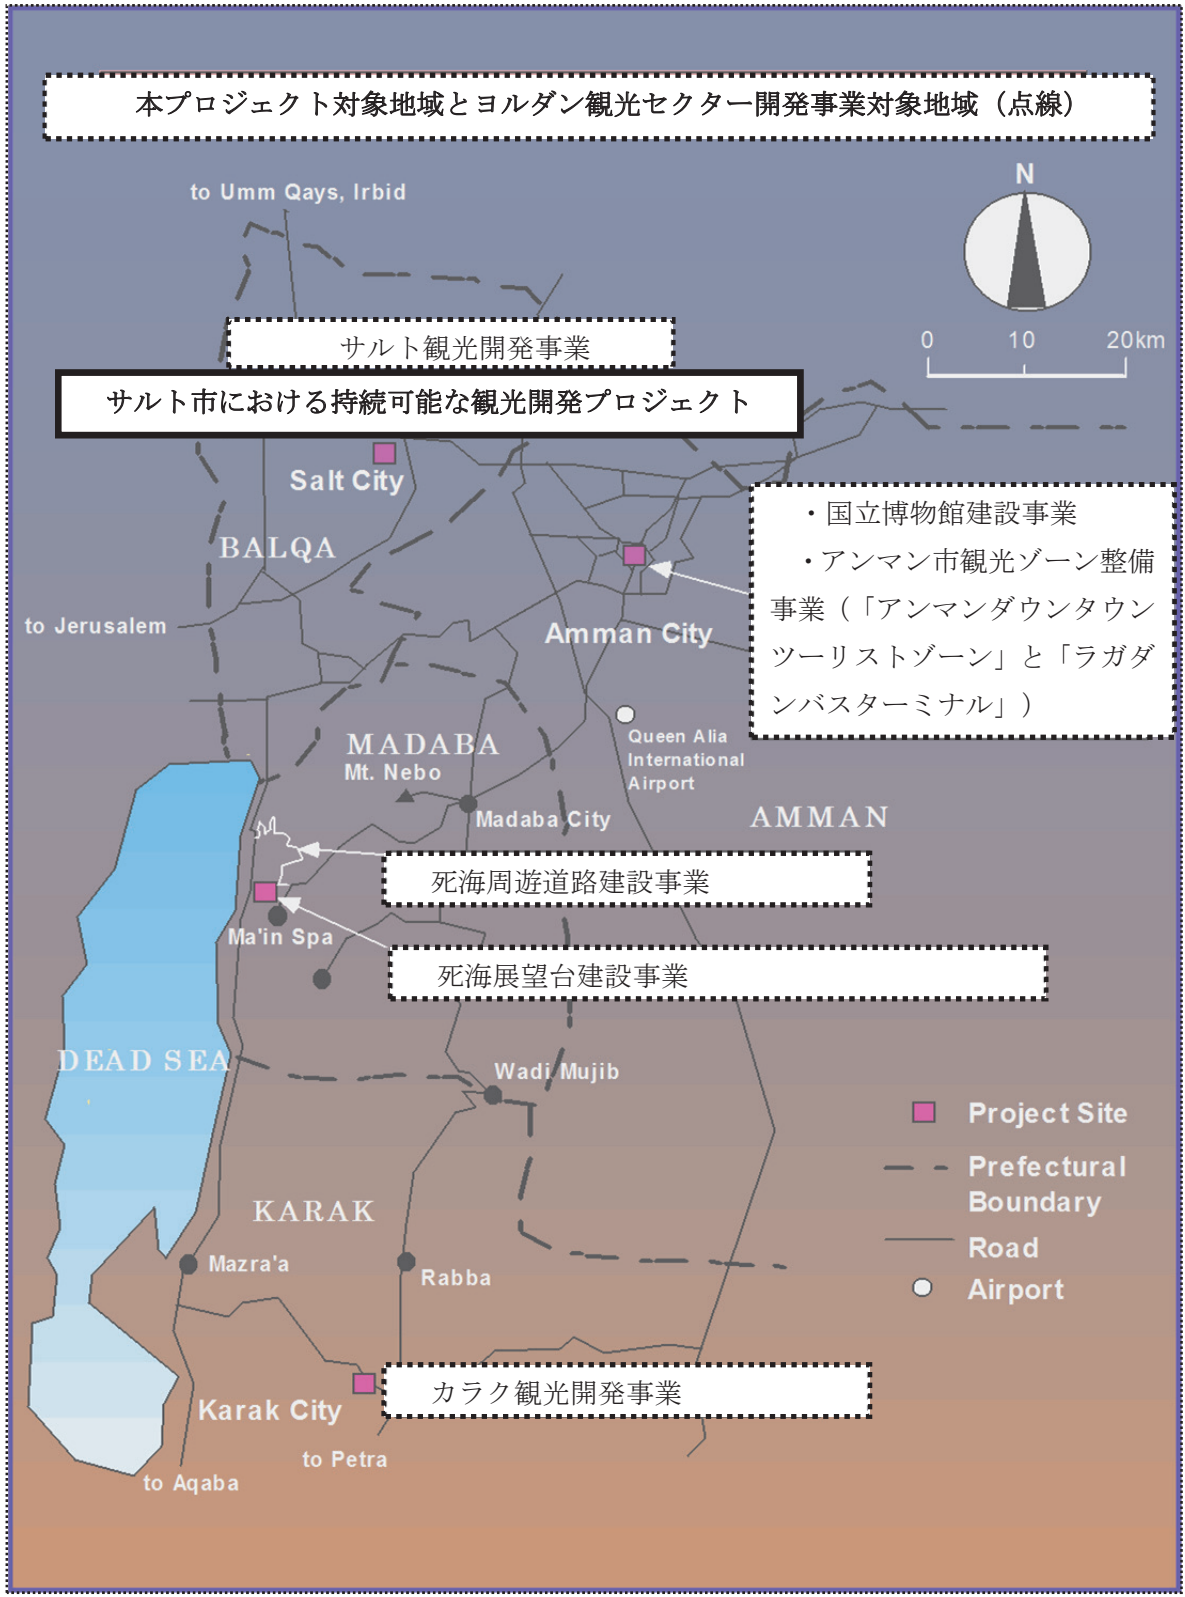 本プロジェクト対象地域とヨルダン観光セクター開発事業対象地域（点線）
to Umm Qays, Irbid
N
0 10 20km
サルト観光開発事業
サルト市における持続可能な観光開発プロジェクト
Salt City
BALQA
・国立博物館建設事業
・アンマン市観光ゾーン整備
事業（「アンマンダウンタウン
ツーリストゾーン」と「ラガダ
ンバスターミナル」）
to Jerusalem
Amman City
Queen Alia
International
Airport
MADABA
Mt. Nebo
Madaba City
AMMAN
死海周遊道路建設事業
Ma'in Spa
死海展望台建設事業
DEAD SEA
Wadi Mujib
Project Site
Prefectural
Boundary
Road
Airport
KARAK
Mazra'a
Rabba
カラク観光開発事業
Karak City
to Petra
to Aqaba